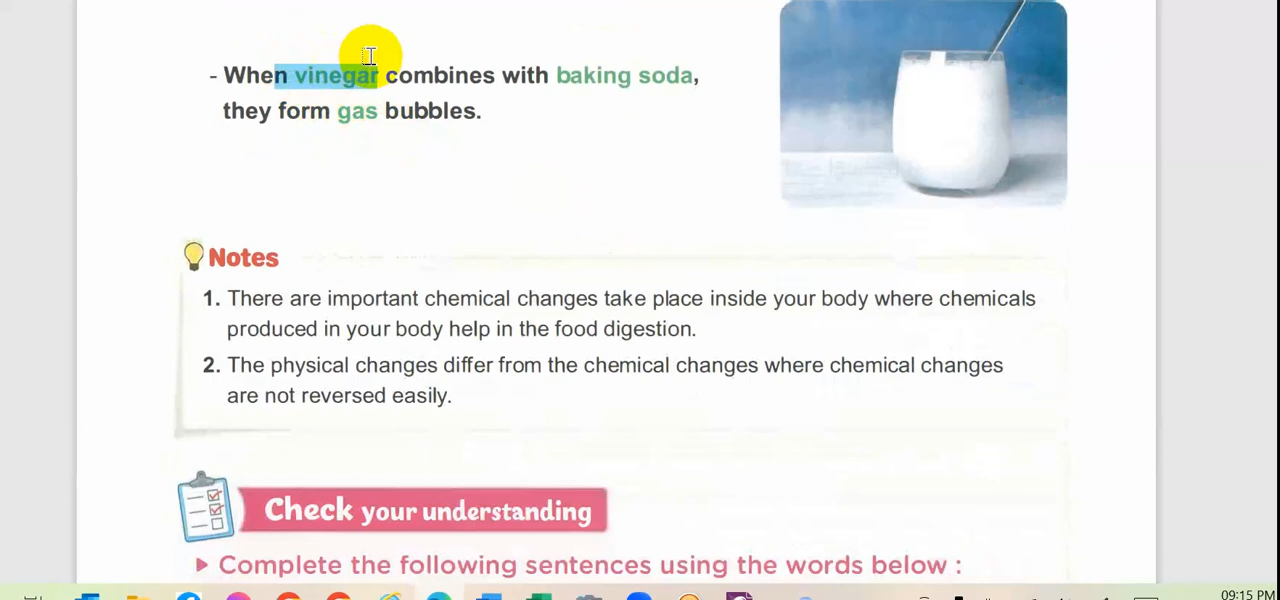 - When vinegar combines with baking soda,
they form gas bubbles.
Notes
1. There are important chemical changes take place inside your body where chemicals
produced in your body help in the food digestion.
2. The physical changes differ from the chemical changes where chemical changes
are not reversed easily.
Check your understanding
Complete the following sentences using the words below :
09:15 PM